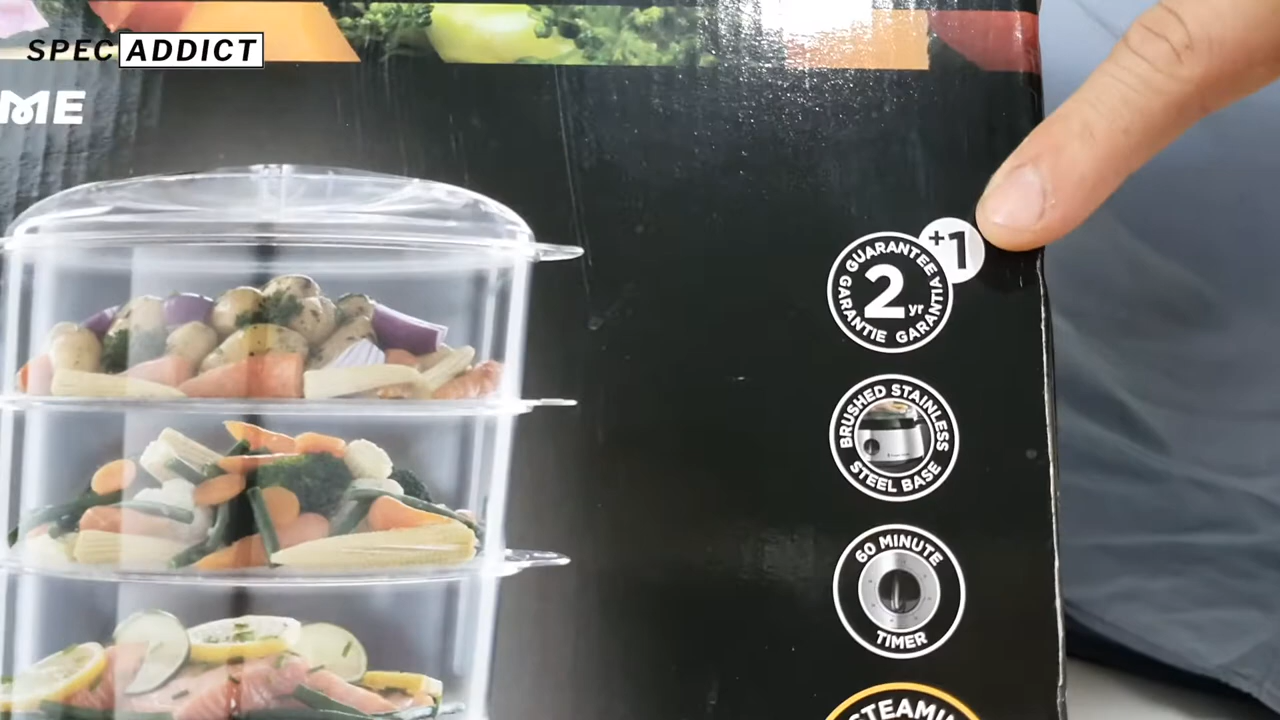 SPEC ADDICT
ME
+1
GUARANTEE
2 yr
GARANTIE GARANTIA
BRUSHED STAINLESS
STEEL BASE
60 MINUTE
TIMER